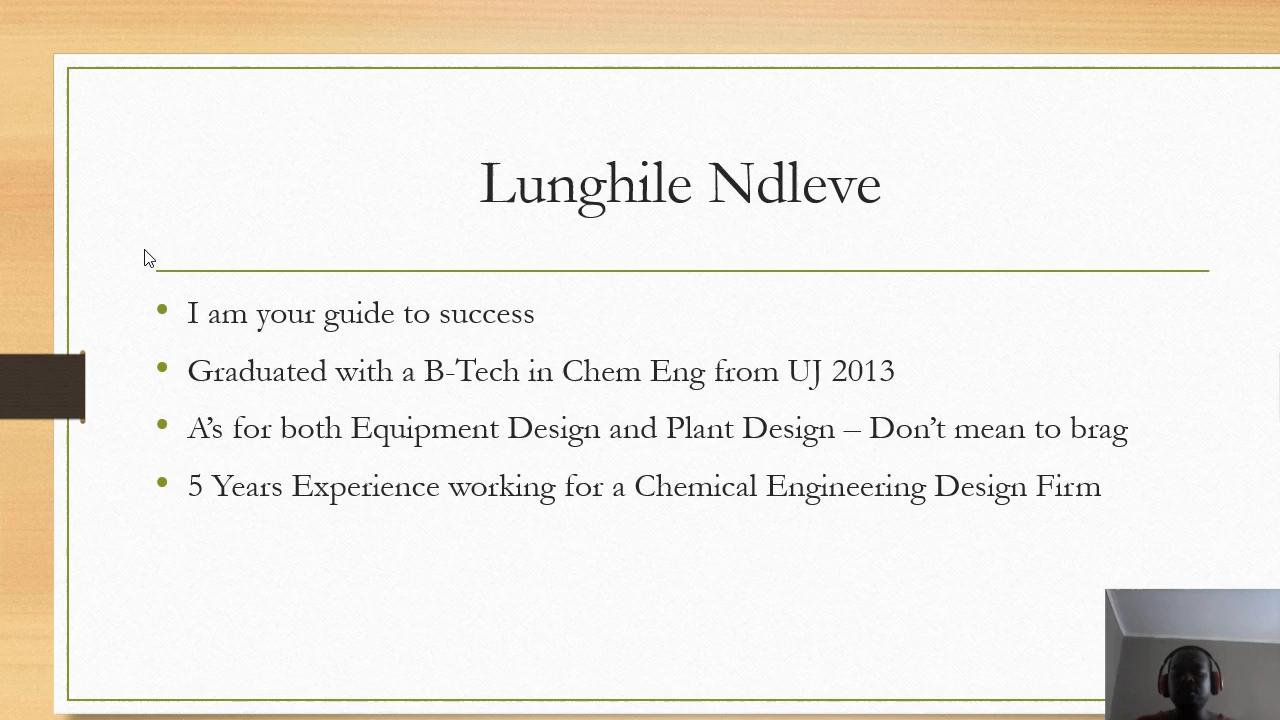 Lunghile Ndleve
• I am your guide to success
• Graduated with a B-Tech in Chem Eng from UJ 2013
• A’s for both Equipment Design and Plant Design – Don’t mean to brag
• 5 Years Experience working for a Chemical Engineering Design Firm